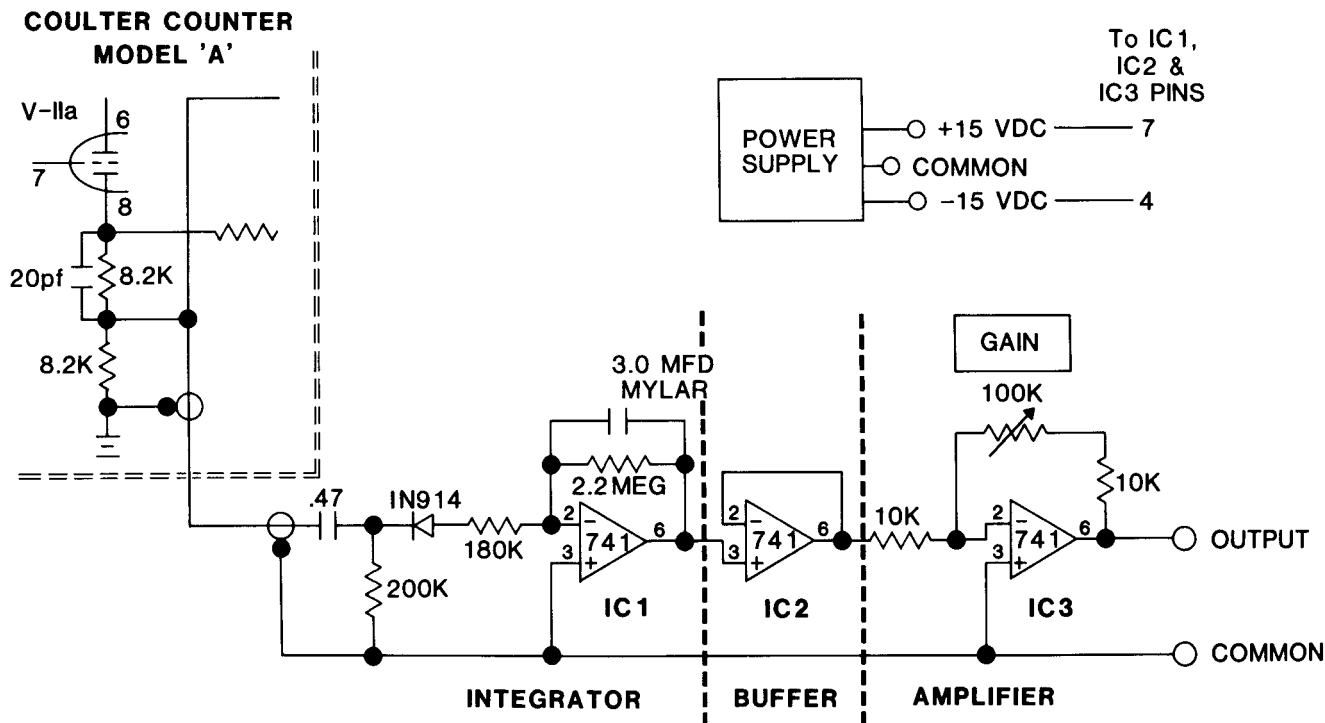 COULTER COUNTER
MODEL 'A'
V-IIa
6
7
8
20pf
8.2K
8.2K
POWER
SUPPLY
+15 VDC
COMMON
-15 VDC
To IC1,
IC2 &
IC3 PINS
7
4
3.0 MFD
MYLAR
2.2MEG
GAIN
100K
10K
.47
IN914
180K
200K
2
-
741
3
+
6
IC1
2
-
741
3
+
6
IC2
10K
2
-
741
3
+
6
IC3
OUTPUT
COMMON
INTEGRATOR
BUFFER
AMPLIFIER